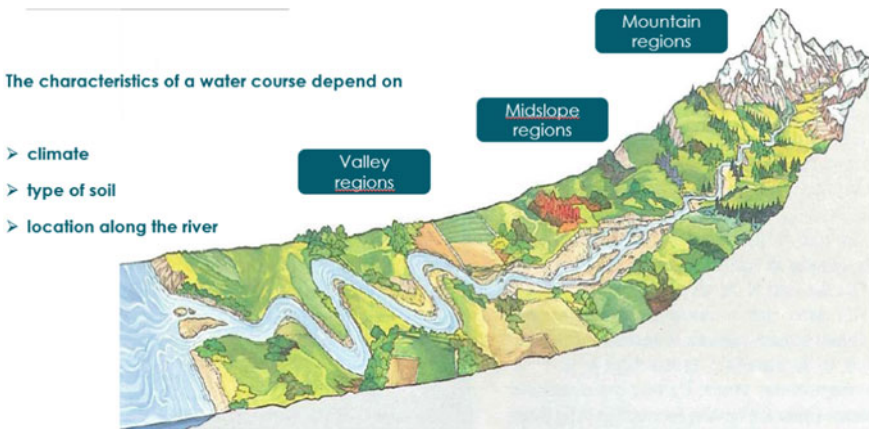 Mountain
regions
The characteristics of a water course depend on
Midslope
regions
➢ climate
Valley
regions
➢ type of soil
➢ location along the river